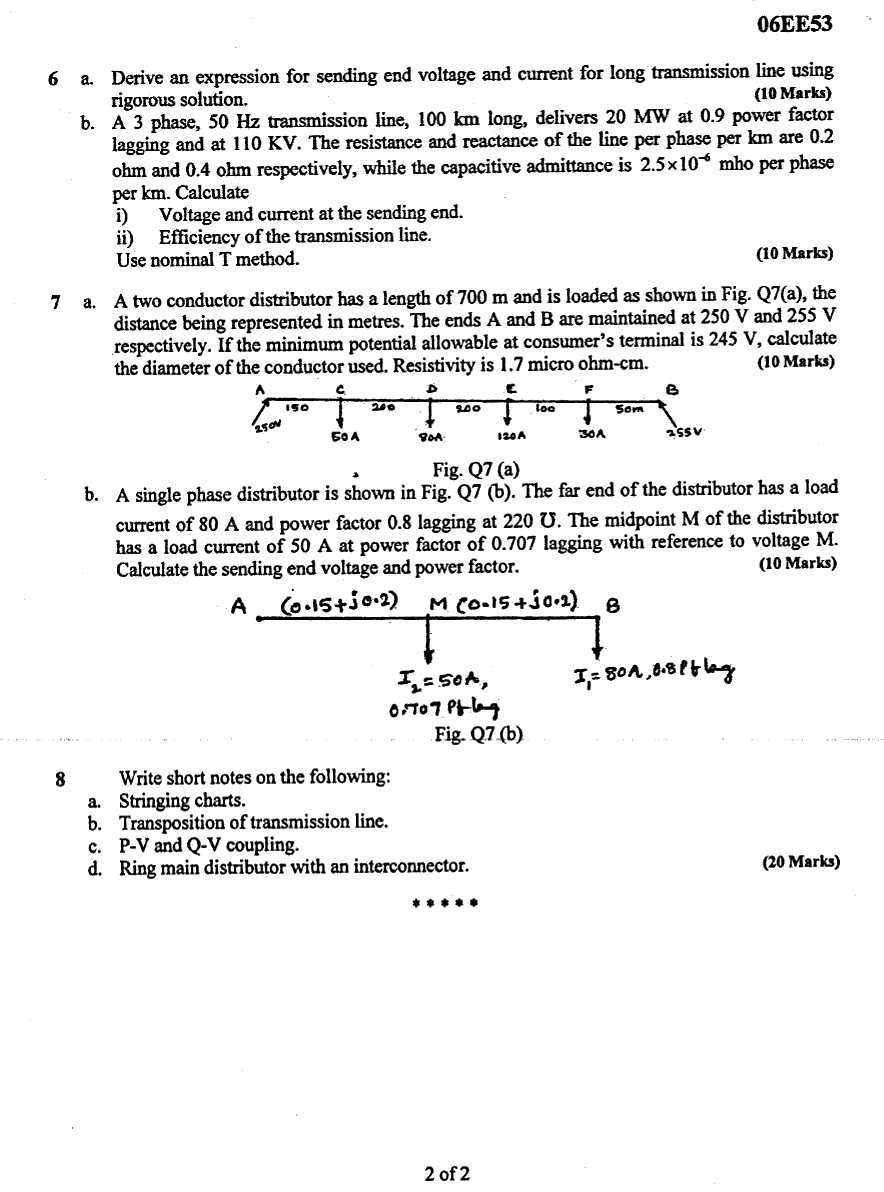 06EE53
6 a. Derive an expression for sending end voltage and current for long transmission line using
rigorous solution. (10 Marks)
b. A 3 phase, 50 Hz transmission line, 100 km long, delivers 20 MW at 0.9 power factor
lagging and at 110 KV. The resistance and reactance of the line per phase per km are 0.2
ohm and 0.4 ohm respectively, while the capacitive admittance is 2.5×10⁻⁶ mho per phase
per km. Calculate
i) Voltage and current at the sending end.
ii) Efficiency of the transmission line.
Use nominal T method. (10 Marks)
7 a. A two conductor distributor has a length of 700 m and is loaded as shown in Fig. Q7(a), the
distance being represented in metres. The ends A and B are maintained at 250 V and 255 V
respectively. If the minimum potential allowable at consumer's terminal is 245 V, calculate
the diameter of the conductor used. Resistivity is 1.7 micro ohm-cm. (10 Marks)
A C D E F B
150 200 200 100 50m
250V 50A 80A 120A 30A 255V
Fig. Q7 (a)
b. A single phase distributor is shown in Fig. Q7 (b). The far end of the distributor has a load
current of 80 A and power factor 0.8 lagging at 220 Ʊ. The midpoint M of the distributor
has a load current of 50 A at power factor of 0.707 lagging with reference to voltage M.
Calculate the sending end voltage and power factor. (10 Marks)
A (0.15+j0.2) M (0.15+j0.2) B
I₂=50A, I₁=80A, 0.8 Pf lag
0.707 Pf lag
Fig. Q7 (b)
8 Write short notes on the following:
a. Stringing charts.
b. Transposition of transmission line.
c. P-V and Q-V coupling.
d. Ring main distributor with an interconnector. (20 Marks)
*****
2 of 2